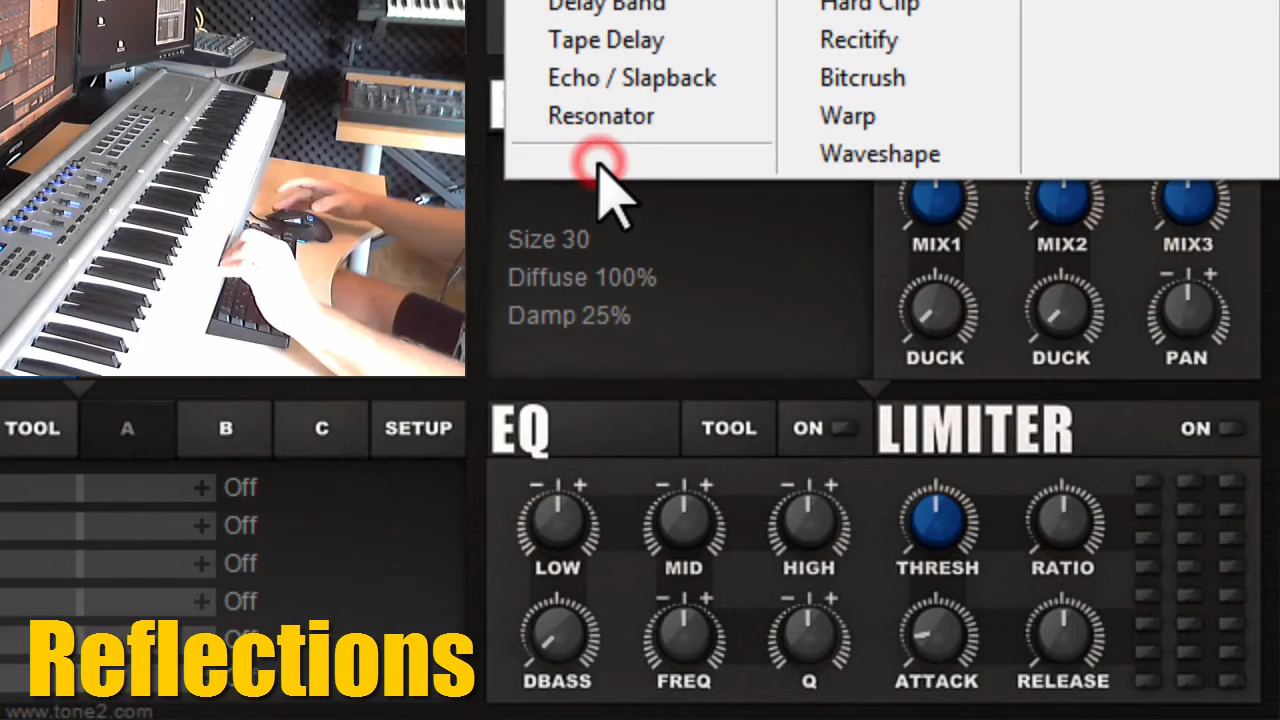 Delay Band
Hard Clip
Tape Delay
Recitify
Echo / Slapback
Bitcrush
Resonator
Warp
Waveshape
Size 30
Diffuse 100%
Damp 25%
MIX1
MIX2
MIX3
DUCK
DUCK
PAN
TOOL
A
B
C
SETUP
EQ
TOOL
ON
LIMITER
ON
Off
Off
Off
Off
LOW
MID
HIGH
THRESH
RATIO
DBASS
FREQ
Q
ATTACK
RELEASE
Reflections
www.tone2.com